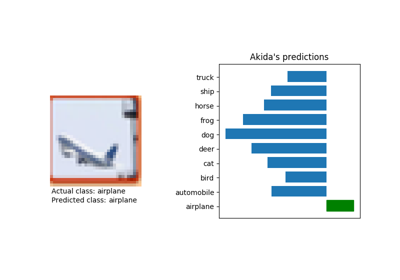 Akida's predictions
truck
ship
horse
frog
dog
deer
cat
bird
automobile
airplane
Actual class: airplane
Predicted class: airplane